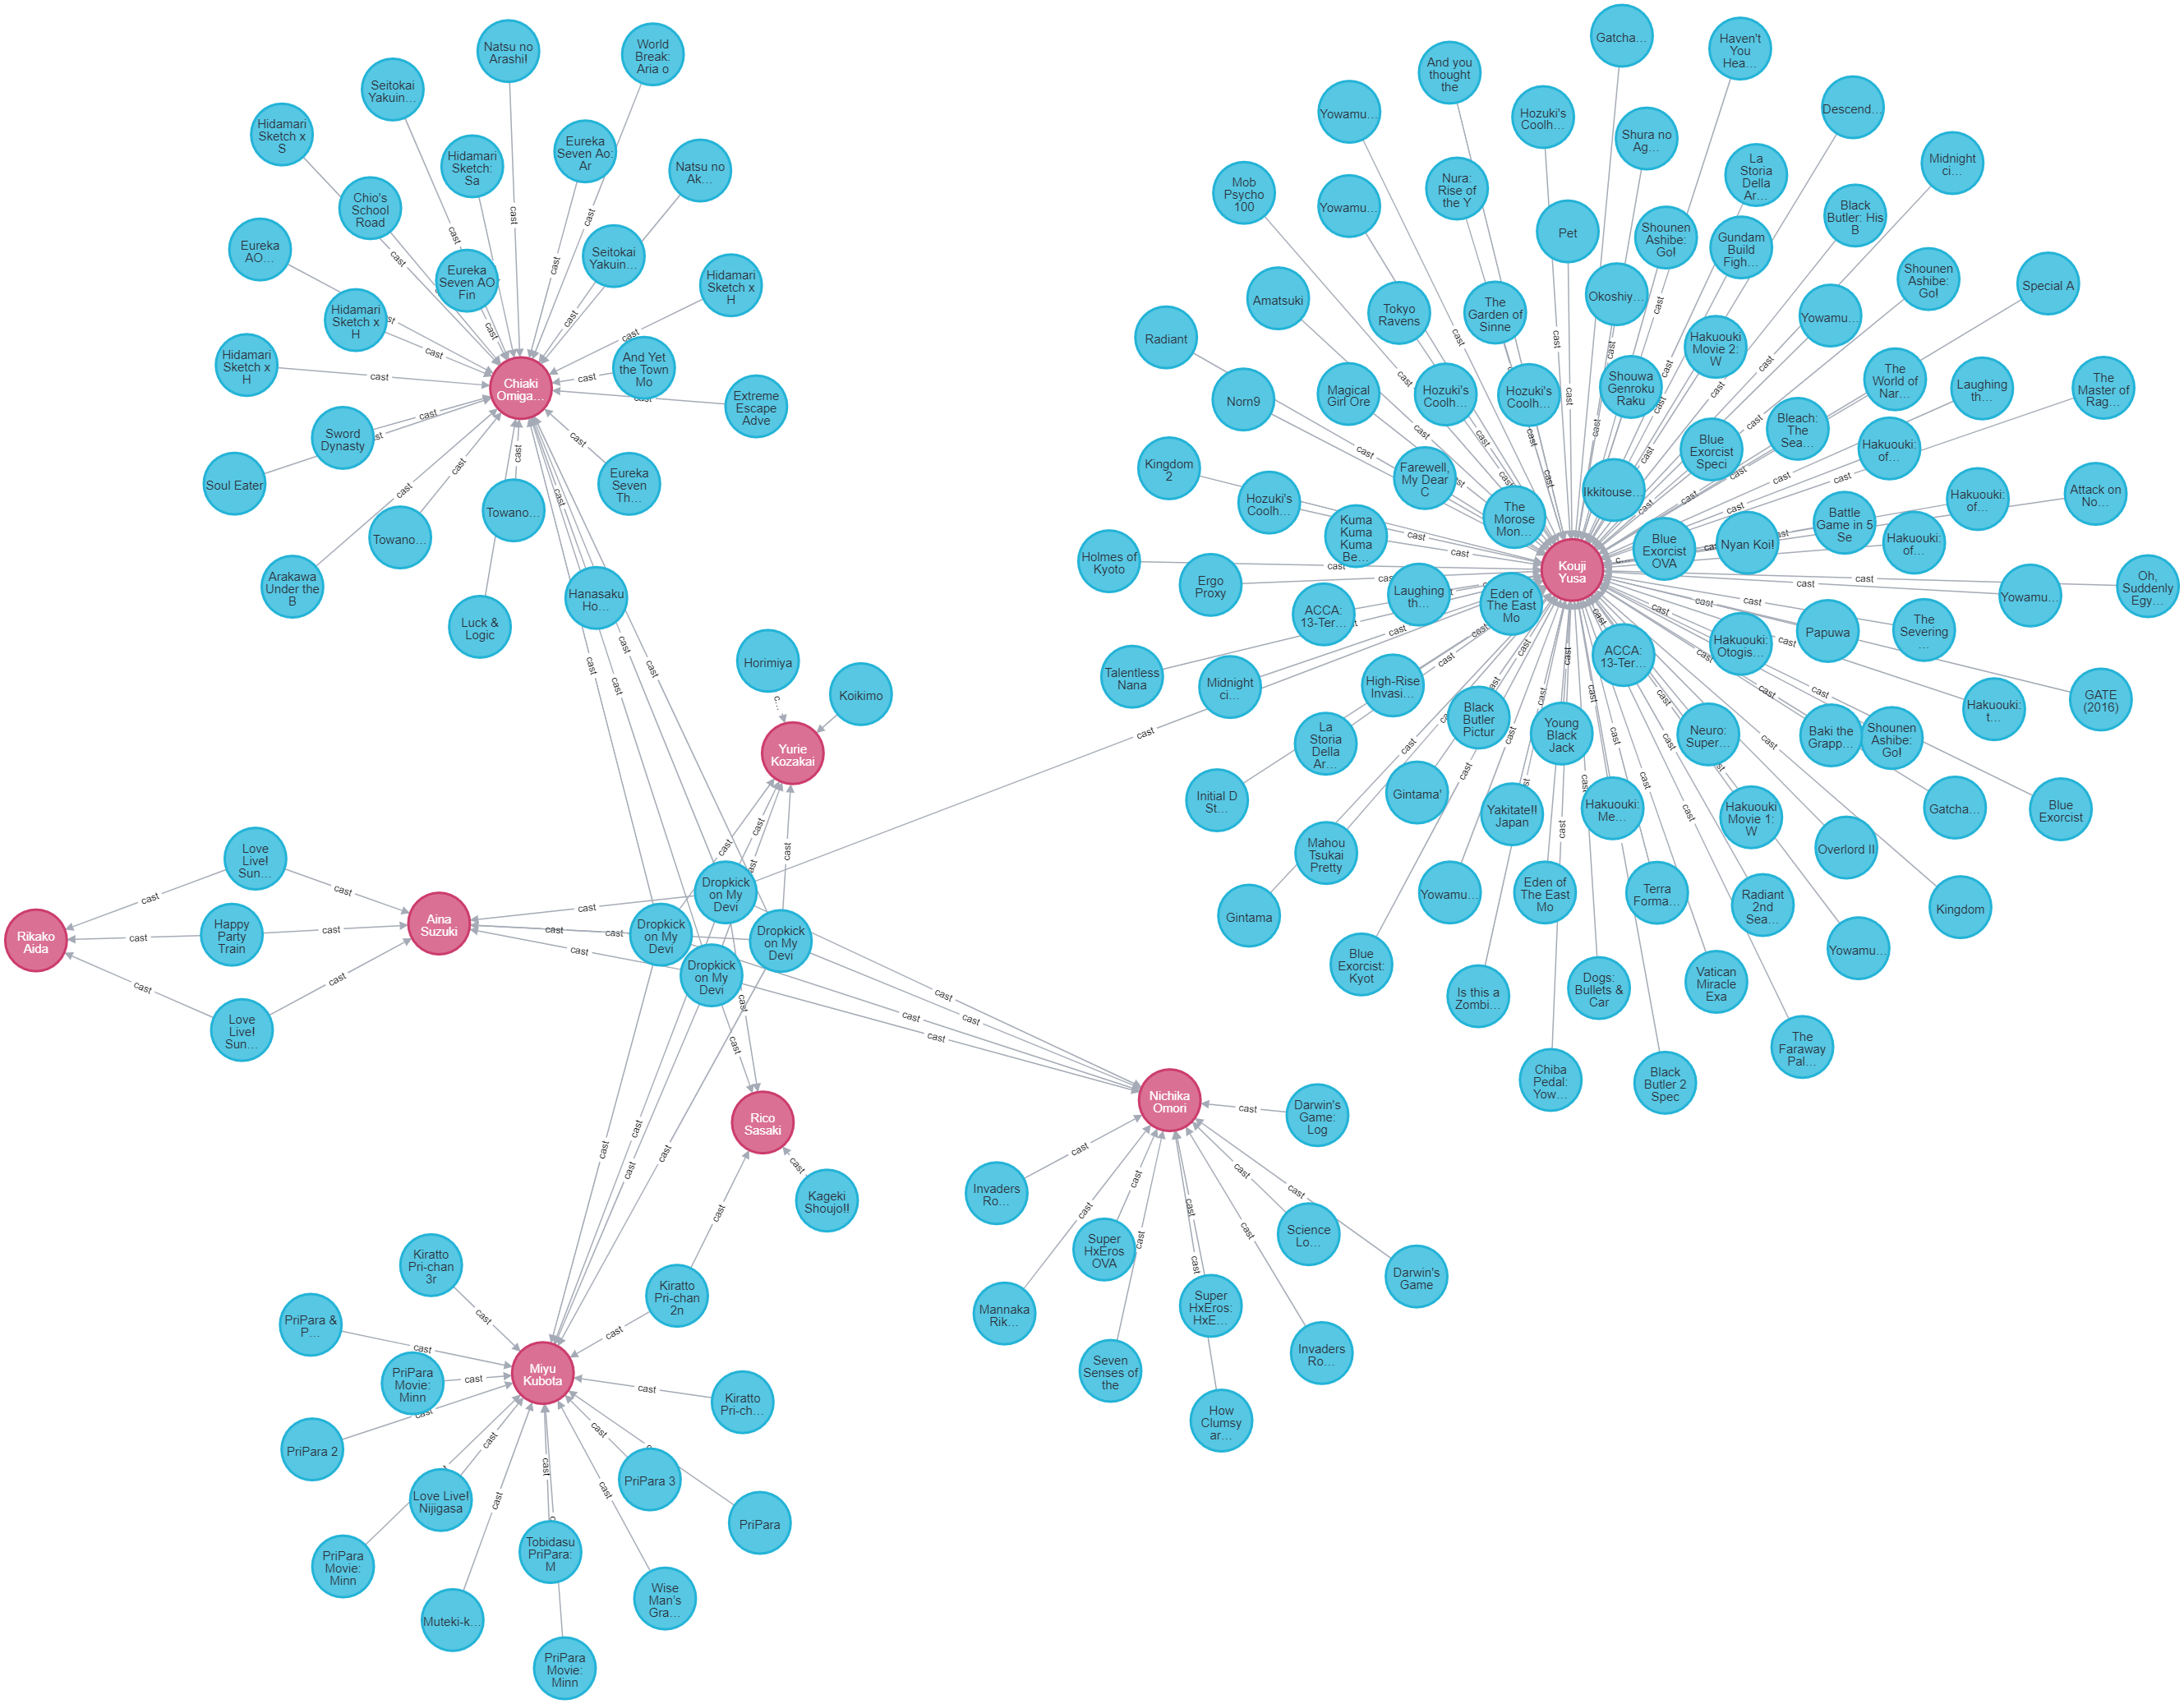 Natsu no
Arashi!
World
Break:
Aria o
Seitokai
Yakuin...
Hidamari
Sketch x
S
Hidamari
Sketch:
Sa
Eureka
Seven Ao:
Ar
Natsu no
Ak...
Chio's
School
Road
Eureka
AO...
Eureka
Seven AO
Fin
Seitokai
Yakuin...
Hidamari
Sketch x
H
Hidamari
Sketch x
H
Hidamari
Sketch x
H
And Yet
the Town
Mo
Chiaki
Omiga...
Extreme
Escape
Adve
Sword
Dynasty
Soul Eater
Eureka
Seven
Th...
Towano...
Towano...
Arakawa
Under the
B
Luck &
Logic
Hanasaku
Ho...
Horimiya
Koikimo
Yurie
Kozakai
Love
Live!
Sun...
Happy
Party
Train
Love
Live!
Sun...
Rikako
Aida
Aina
Suzuki
Dropkick
on My
Devi
Dropkick
on My
Devi
Dropkick
on My
Devi
Dropkick
on My
Devi
Rico
Sasaki
Kageki
Shoujo!!
Kiratto
Pri-chan
3r
Kiratto
Pri-chan
2n
PriPara &
P...
PriPara
Movie:
Minn
Miyu
Kubota
Kiratto
Pri-ch...
PriPara 2
Love Live!
Nijigasa
PriPara 3
PriPara
PriPara
Movie:
Minn
Tobidasu
PriPara:
M
Muteki-k...
Wise
Man's
Gra...
PriPara
Movie:
Minn
Nichika
Omori
Darwin's
Game:
Log
Invaders
Ro...
Super
HxEros
OVA
Science
Lo...
Darwin's
Game
Mannaka
Rik...
Super
HxEros:
HxE...
Invaders
Ro...
Seven
Senses of
the
How
Clumsy
ar...
Gatcha...
Haven't
You
Hea...
And you
thought
the
Yowamu...
Hozuki's
Coolh...
Shura no
Ag...
Descend...
Midnight
ci...
La
Storia
Della
Ar...
Mob
Psycho
100
Yowamu...
Nura:
Rise of
the Y
Pet
Shounen
Ashibe:
Go!
Gundam
Build
Figh...
Black
Butler: His
B
Shounen
Ashibe:
Go!
Special A
Amatsuki
Tokyo
Ravens
The
Garden of
Sinne
Okoshiy...
Yowamu...
Radiant
Hakuouki
Movie 2:
W
Norn9
Magical
Girl Ore
Hozuki's
Coolh...
Hozuki's
Coolh...
Shouwa
Genroku
Raku
The
World of
Nar...
Laughing
th...
The
Master of
Rag...
Bleach:
The
Sea...
Kingdom
2
Farewell,
My Dear
C
Blue
Exorcist
Speci
Hakuouki:
of...
Ikkitouse...
Hozuki's
Coolh...
Kuma
Kuma
Kuma
Be...
The
Morose
Mon...
Battle
Game in 5
Se
Hakuouki:
of...
Attack on
No...
Holmes of
Kyoto
Ergo
Proxy
Kouji
Yusa
Blue
Exorcist
OVA
Nyan Koi!
Hakuouki:
of...
ACCA:
13-Ter...
Laughing
th...
Eden of
The East
Mo
Yowamu...
Oh,
Suddenly
Egy...
Talentless
Nana
Midnight
ci...
High-Rise
Invasi...
ACCA:
13-Ter...
Hakuouki:
Otogis...
Papuwa
The
Severing
...
GATE
(2016)
Hakuouki:
t...
La
Storia
Della
Ar...
Black
Butler
Pictur
Young
Black
Jack
Neuro:
Super...
Baki the
Grapp...
Shounen
Ashibe:
Go!
Initial D
St...
Gintama'
Yakitate!!
Japan
Hakuouki:
Me...
Hakuouki
Movie 1:
W
Gatcha...
Blue
Exorcist
Mahou
Tsukai
Pretty
Overlord II
Gintama
Yowamu...
Eden of
The East
Mo
Terra
Forma...
Radiant
2nd
Sea...
Kingdom
Blue
Exorcist:
Kyot
Is this a
Zombi...
Dogs:
Bullets &
Car
Vatican
Miracle
Exa
Yowamu...
Chiba
Pedal:
Yow...
Black
Butler 2
Spec
The
Faraway
Pal...
cast